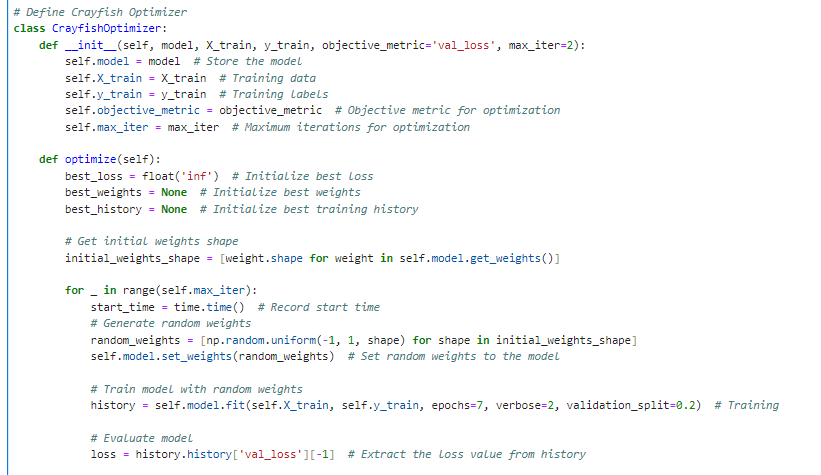 # Define Crayfish Optimizer
class CrayfishOptimizer:
    def __init__(self, model, X_train, y_train, objective_metric='val_loss', max_iter=2):
        self.model = model  # Store the model
        self.X_train = X_train  # Training data
        self.y_train = y_train  # Training labels
        self.objective_metric = objective_metric  # Objective metric for optimization
        self.max_iter = max_iter  # Maximum iterations for optimization

    def optimize(self):
        best_loss = float('inf')  # Initialize best loss
        best_weights = None  # Initialize best weights
        best_history = None  # Initialize best training history

        # Get initial weights shape
        initial_weights_shape = [weight.shape for weight in self.model.get_weights()]

        for _ in range(self.max_iter):
            start_time = time.time()  # Record start time
            # Generate random weights
            random_weights = [np.random.uniform(-1, 1, shape) for shape in initial_weights_shape]
            self.model.set_weights(random_weights)  # Set random weights to the model

            # Train model with random weights
            history = self.model.fit(self.X_train, self.y_train, epochs=7, verbose=2, validation_split=0.2)  # Training

            # Evaluate model
            loss = history.history['val_loss'][-1]  # Extract the loss value from history